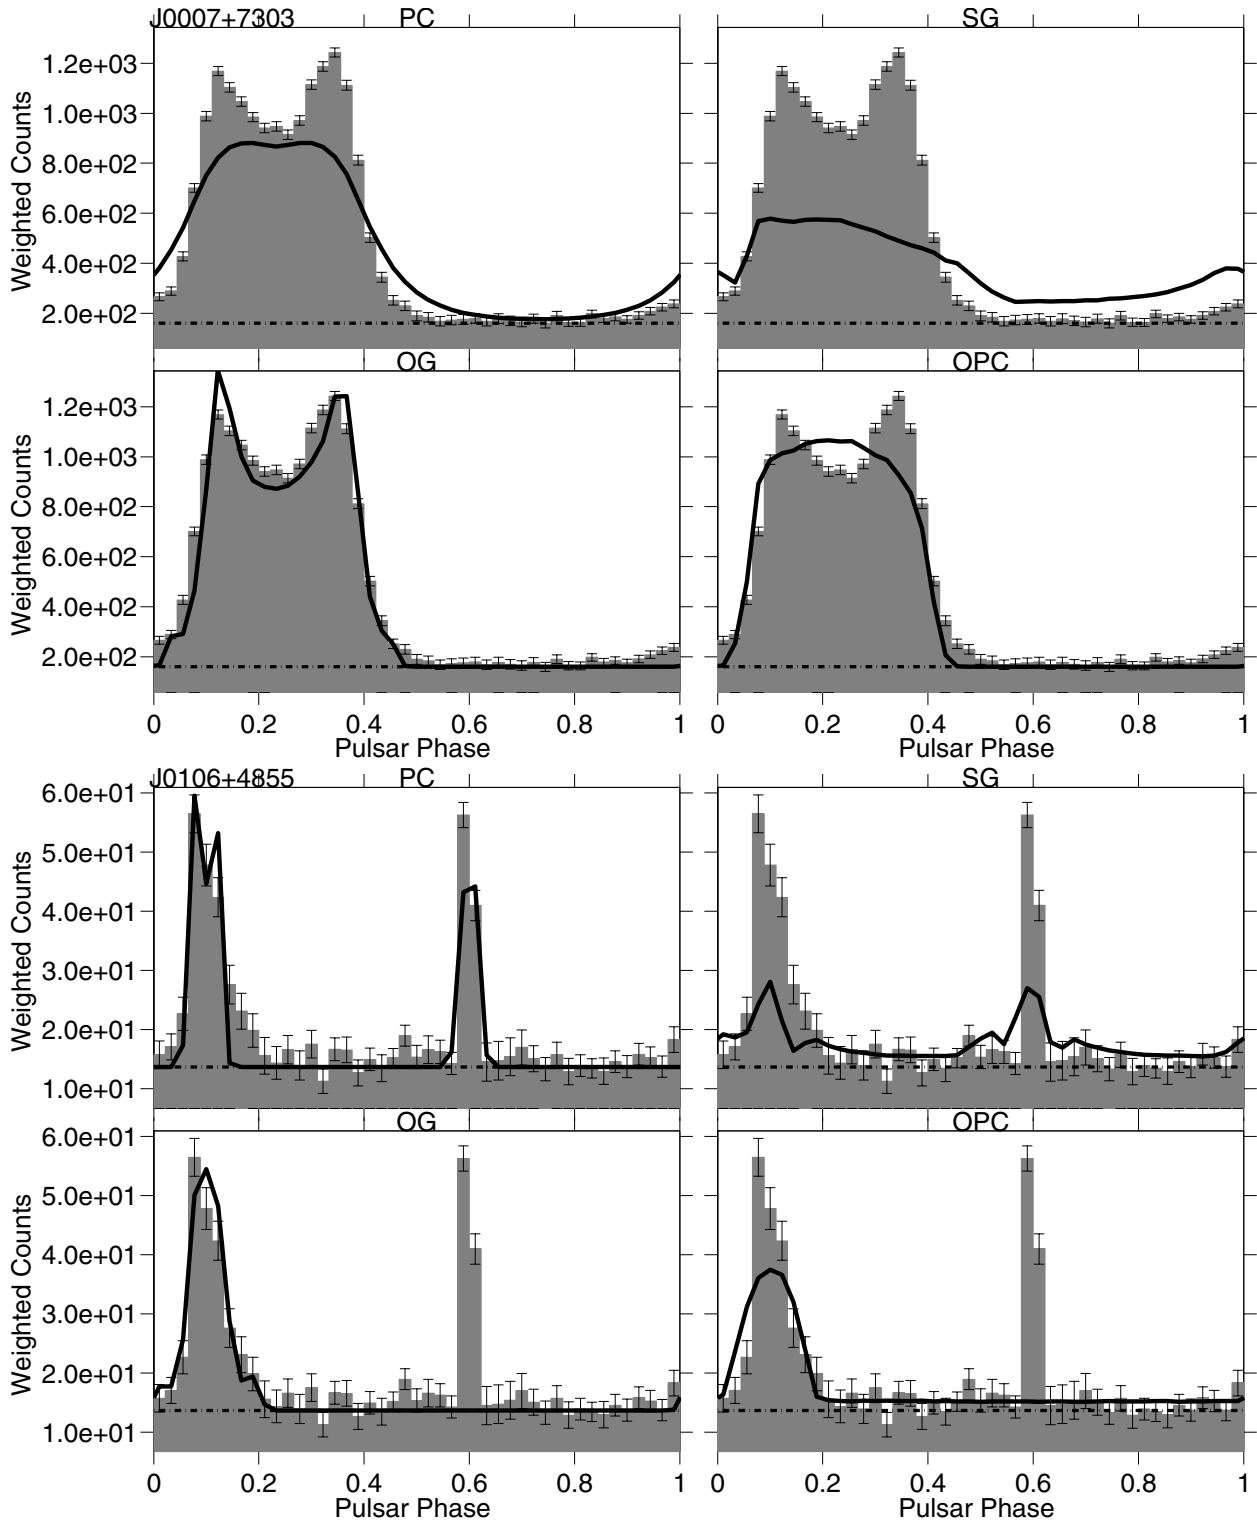 J0007+7303 PC SG
1.2e+03
1.0e+03
8.0e+02
6.0e+02
4.0e+02
2.0e+02
Weighted Counts
OG OPC
1.2e+03
1.0e+03
8.0e+02
6.0e+02
4.0e+02
2.0e+02
Weighted Counts
0 0.2 0.4 0.6 0.8 1 0 0.2 0.4 0.6 0.8 1
Pulsar Phase Pulsar Phase
J0106+4855 PC SG
6.0e+01
5.0e+01
4.0e+01
3.0e+01
2.0e+01
1.0e+01
Weighted Counts
OG OPC
6.0e+01
5.0e+01
4.0e+01
3.0e+01
2.0e+01
1.0e+01
Weighted Counts
0 0.2 0.4 0.6 0.8 1 0 0.2 0.4 0.6 0.8 1
Pulsar Phase Pulsar Phase